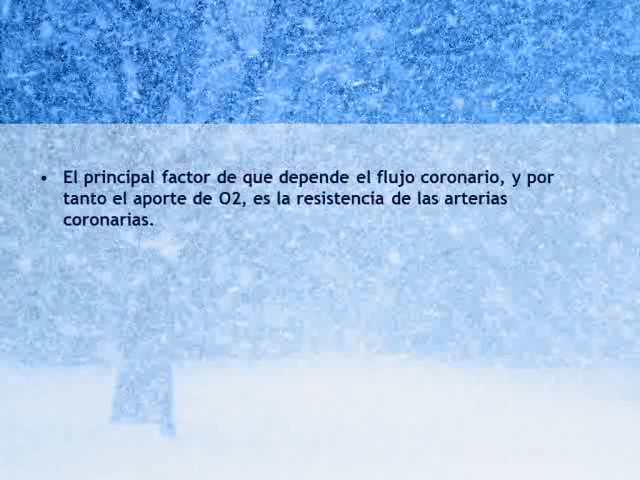 • El principal factor de que depende el flujo coronario, y por
tanto el aporte de O2, es la resistencia de las arterias
coronarias.